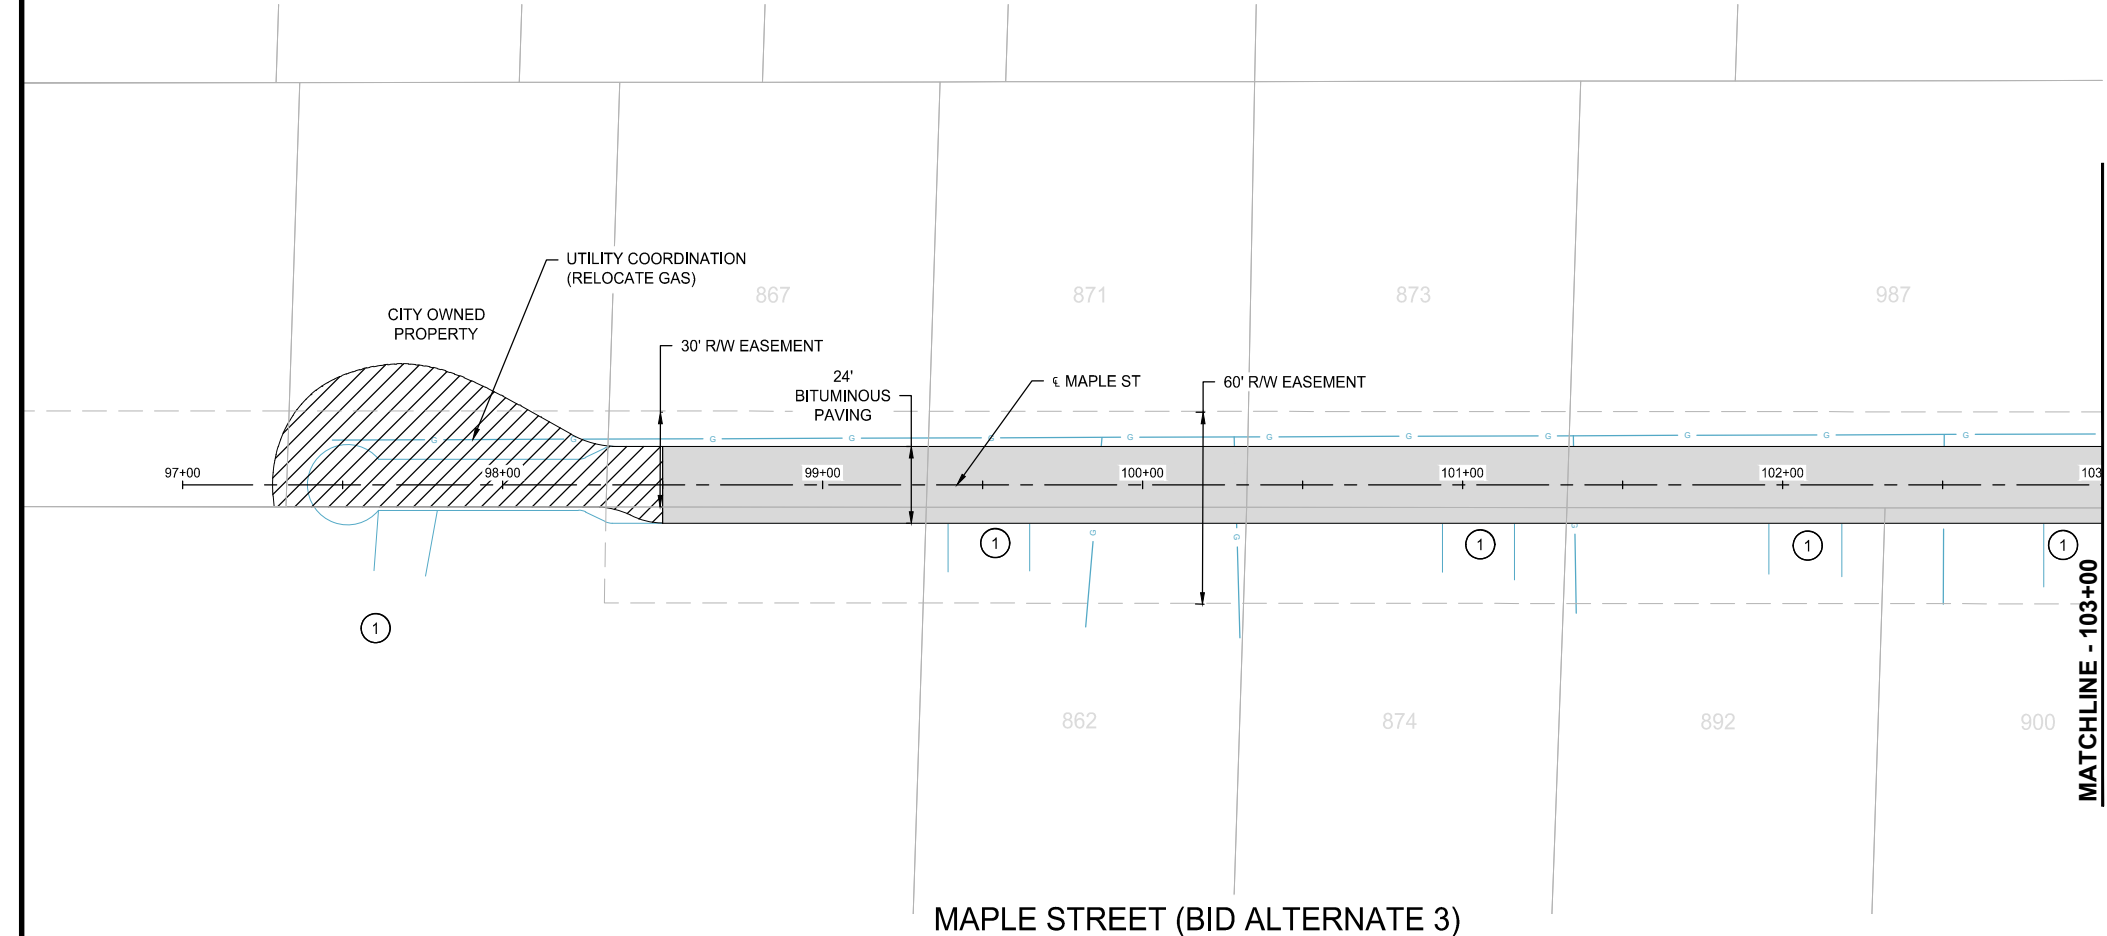 UTILITY COORDINATION
(RELOCATE GAS)
867
871
873
987
CITY OWNED
PROPERTY
30' R/W EASEMENT
24'
BITUMINOUS
PAVING
℄ MAPLE ST
60' R/W EASEMENT
G G G G G G G G G G G G
97+00
98+00
99+00
100+00
101+00
102+00
103
1
1
1
1
G
G
G
1
862
874
892
900
MATCHLINE - 103+00
MAPLE STREET (BID ALTERNATE 3)